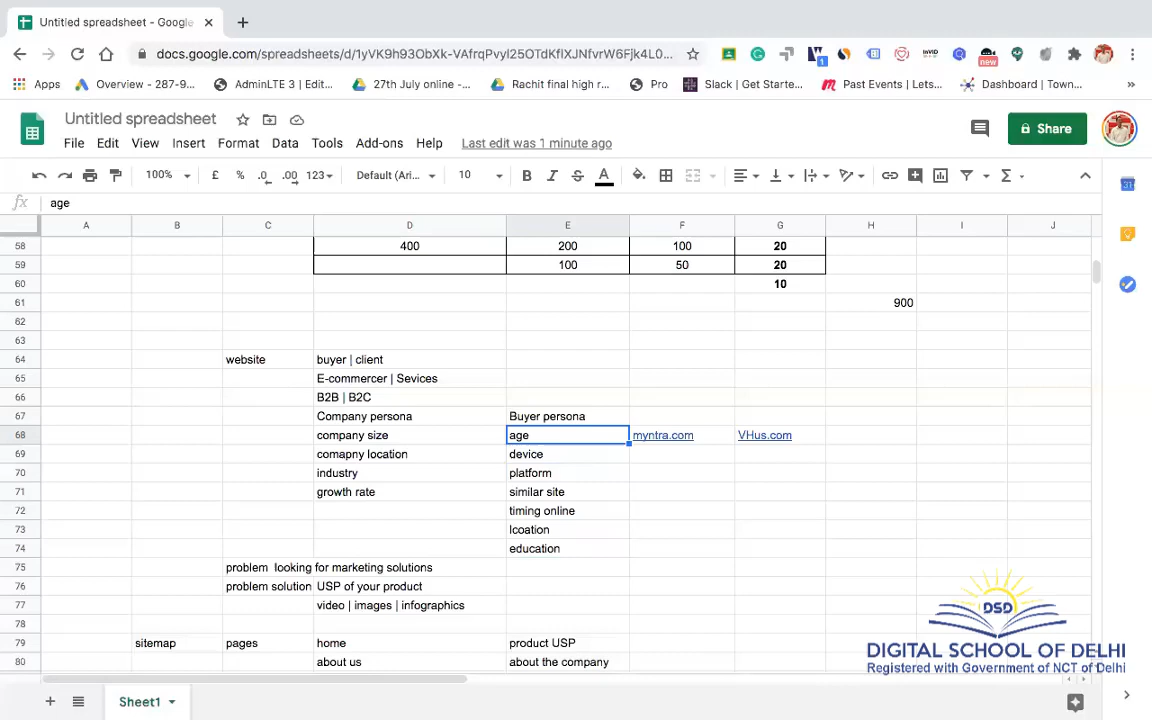 Untitled spreadsheet - Google
docs.google.com/spreadsheets/d/1yVK9h93ObXk-VAfrqPvyl25OTdKflXJNfvrW6Fjk4L0...
new
1
Apps
Overview - 287-9...
AdminLTE 3 | Edit...
27th July online -...
Rachit final high r...
Pro
Slack | Get Starte...
Past Events | Lets...
Dashboard | Town...
»
Untitled spreadsheet
Share
File Edit View Insert Format Data Tools Add-ons Help Last edit was 1 minute ago
100% £ % .0 .00 123 Default (Ari... 10 B I S A
fx age
A B C D E F G H I J
58 400 200 100 20
59 100 50 20
60 10
61 900
62
63
64 website buyer | client
65 E-commercer | Sevices
66 B2B | B2C
67 Company persona Buyer persona
68 company size age myntra.com VHus.com
69 comapny location device
70 industry platform
71 growth rate similar site
72 timing online
73 lcoation
74 education
75 problem looking for marketing solutions
76 problem solution USP of your product
77 video | images | infographics
78
79 sitemap pages home product USP
80 about us about the company
DSD
DIGITAL SCHOOL OF DELHI
Registered with Government of NCT of Delhi
Sheet1